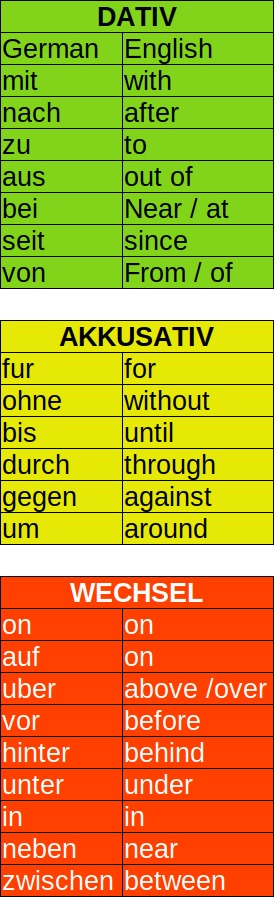 DATIV
German English
mit with
nach after
zu to
aus out of
bei Near / at
seit since
von From / of
AKKUSATIV
fur for
ohne without
bis until
durch through
gegen against
um around
WECHSEL
on on
auf on
uber above /over
vor before
hinter behind
unter under
in in
neben near
zwischen between